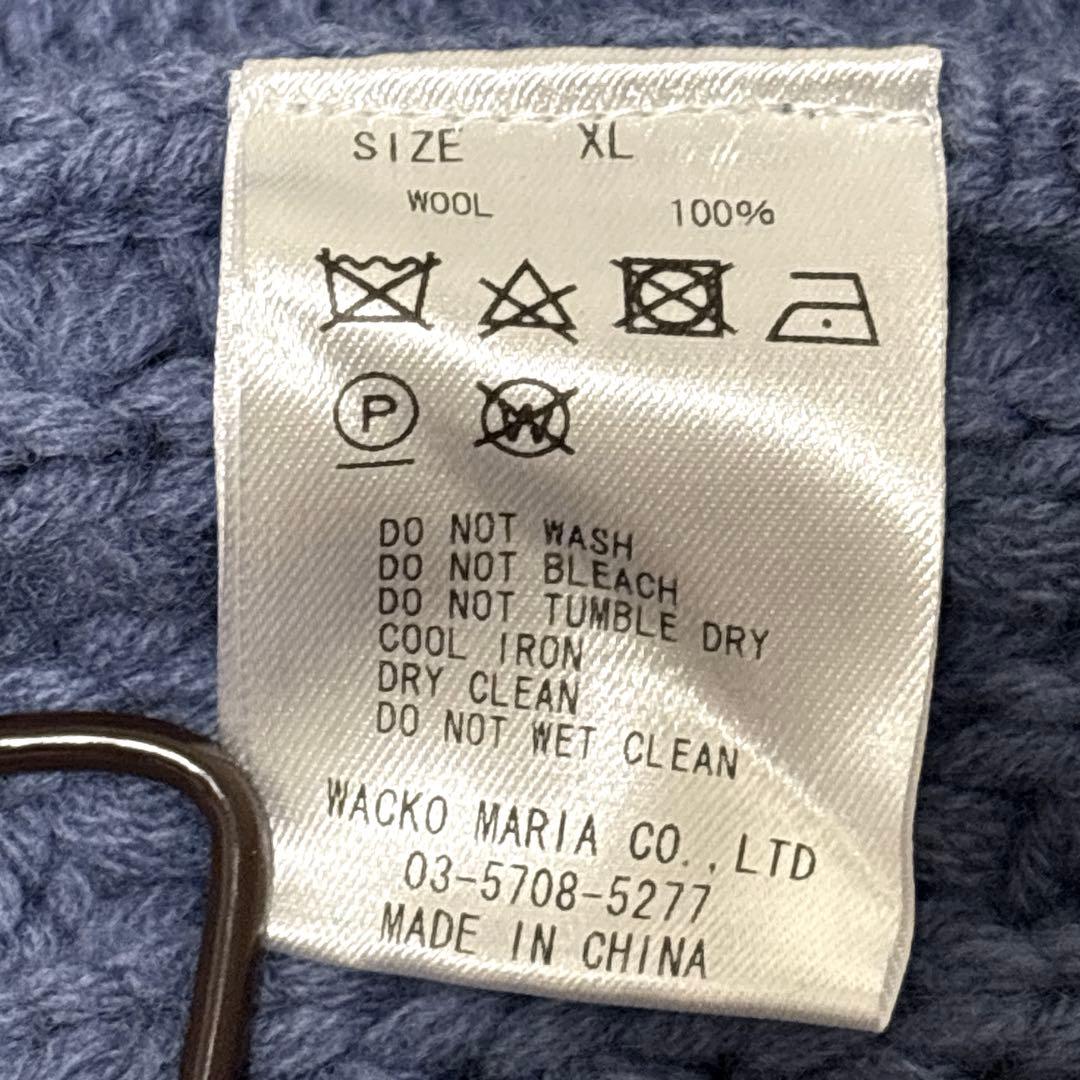 SIZE XL
WOOL 100%
P W
DO NOT WASH
DO NOT BLEACH
DO NOT TUMBLE DRY
COOL IRON
DRY CLEAN
DO NOT WET CLEAN
WACKO MARIA CO.,LTD
03-5708-5277
MADE IN CHINA